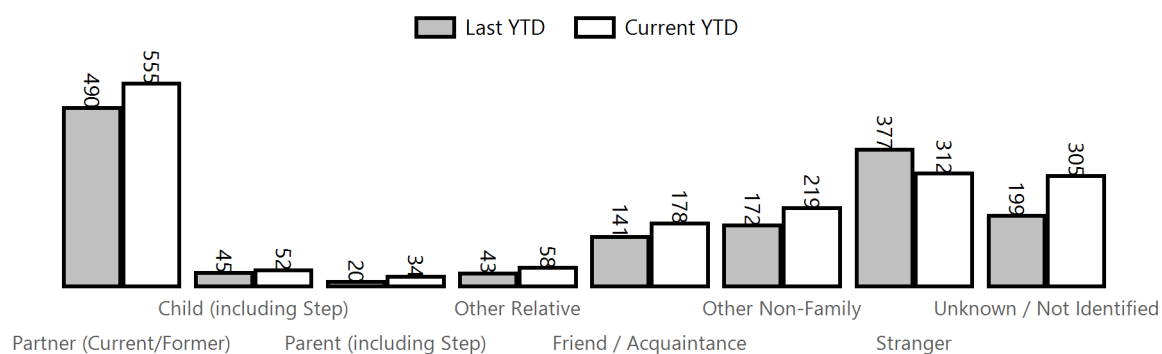 Last YTD Current YTD
490 555 45 52 20 34 43 58 141 178 172 219 377 312 199 305
Child (including Step) Other Relative Other Non-Family Unknown / Not Identified
Partner (Current/Former) Parent (including Step) Friend / Acquaintance Stranger